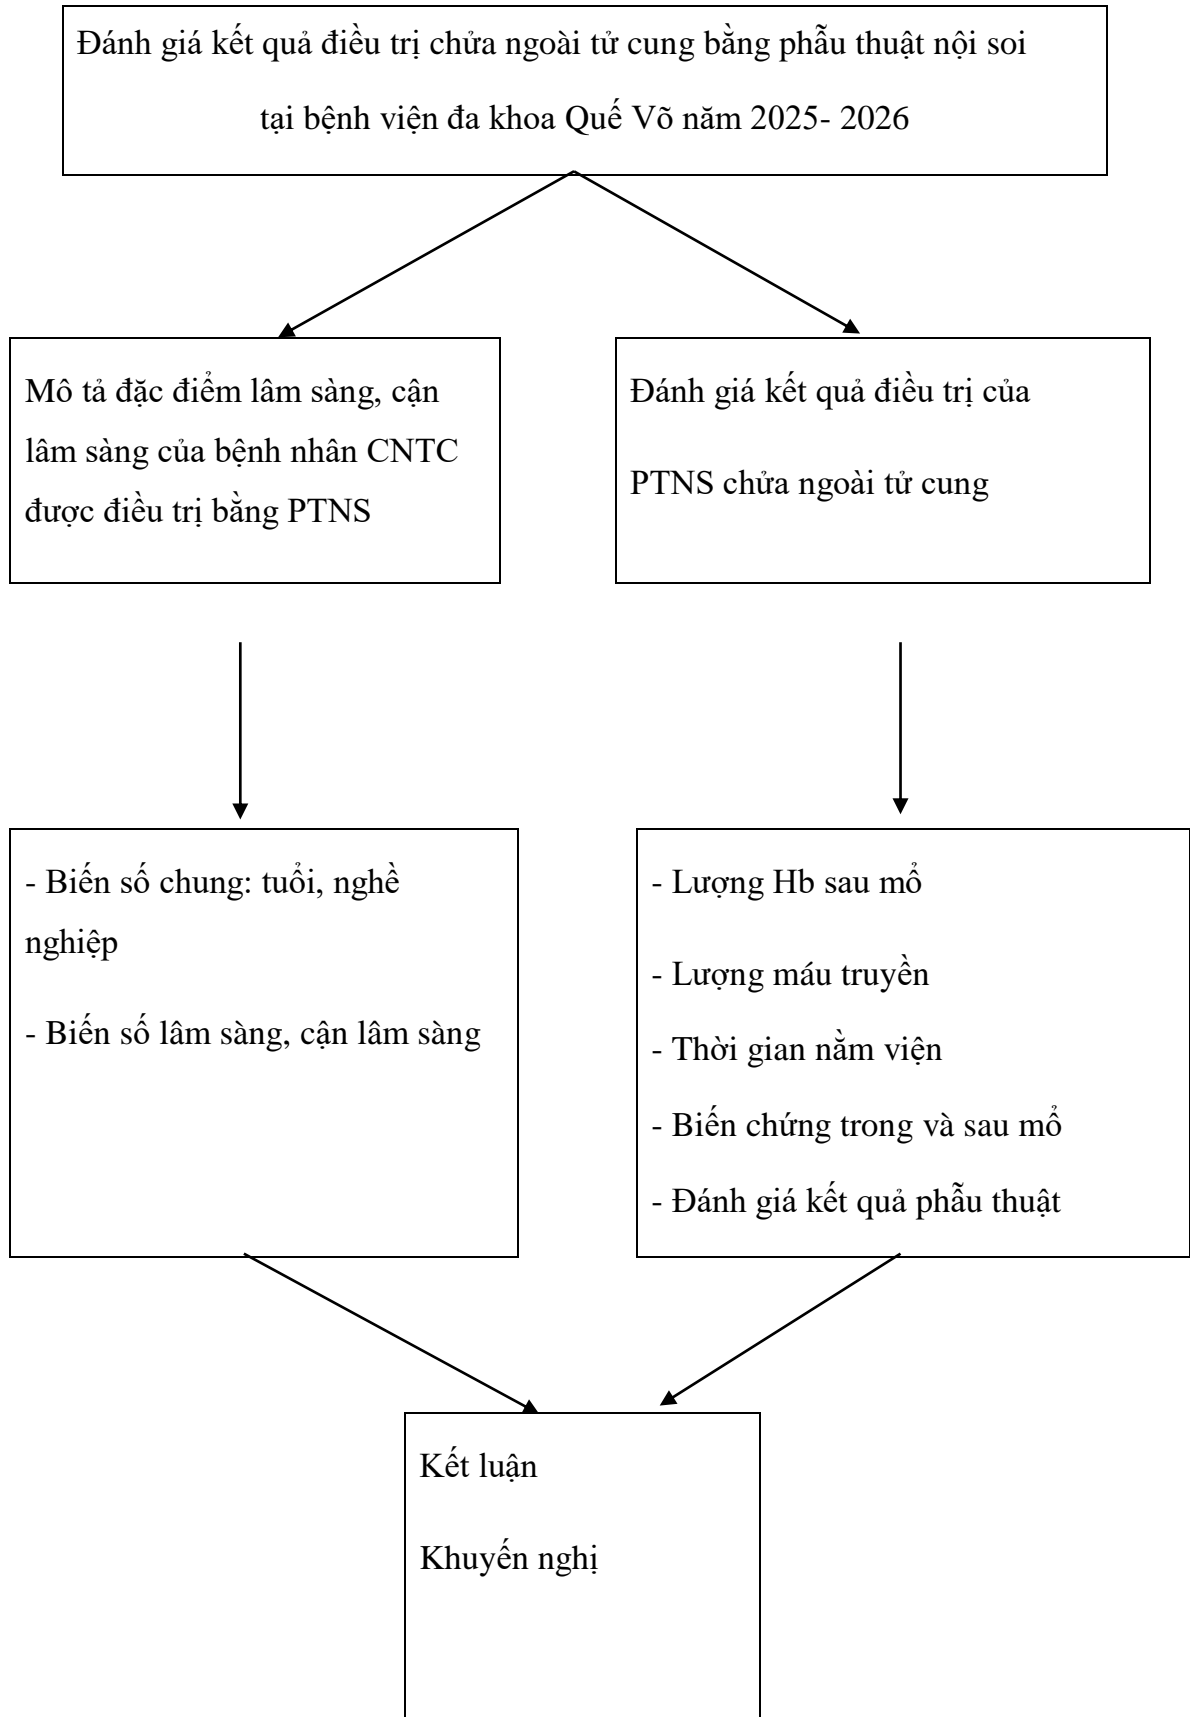 Đánh giá kết quả điều trị chửa ngoài tử cung bằng phẫu thuật nội soi
tại bệnh viện đa khoa Quế Võ năm 2025- 2026
Mô tả đặc điểm lâm sàng, cận
lâm sàng của bệnh nhân CNTC
được điều trị bằng PTNS
Đánh giá kết quả điều trị của
PTNS chửa ngoài tử cung
- Biến số chung: tuổi, nghề
nghiệp
- Biến số lâm sàng, cận lâm sàng
- Lượng Hb sau mổ
- Lượng máu truyền
- Thời gian nằm viện
- Biến chứng trong và sau mổ
- Đánh giá kết quả phẫu thuật
Kết luận
Khuyến nghị